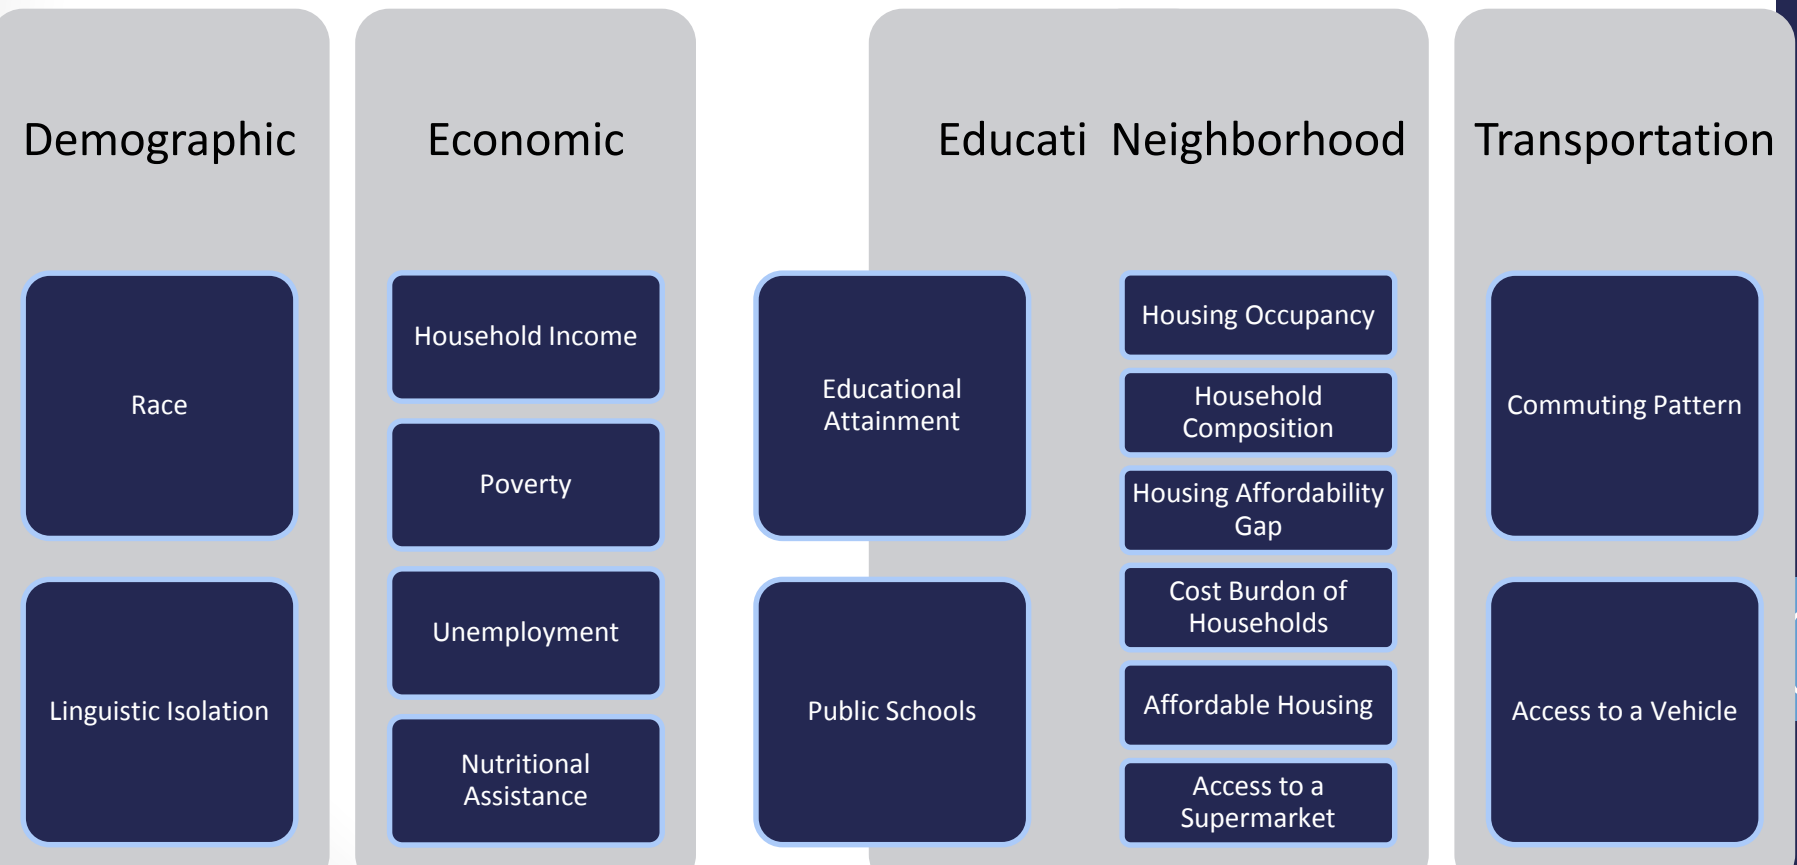 Demographic
Race
Linguistic Isolation
Economic
Household Income
Poverty
Unemployment
Nutritional
Assistance
Educati
Educational
Attainment
Public Schools
Neighborhood
Housing Occupancy
Household
Composition
Housing Affordability
Gap
Cost Burdon of
Households
Affordable Housing
Access to a
Supermarket
Transportation
Commuting Pattern
Access to a Vehicle